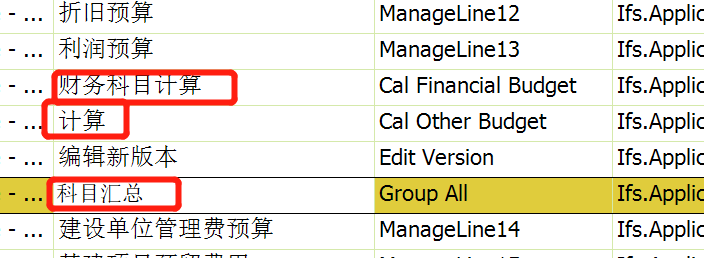 - ... 折旧预算 ManageLine12 Ifs.Applic
- ... 利润预算 ManageLine13 Ifs.Applic
- ... 财务科目计算 Cal Financial Budget Ifs.Applic
- ... 计算 Cal Other Budget Ifs.Applic
- ... 编辑新版本 Edit Version Ifs.Applic
- ... 科目汇总 Group All Ifs.Applic
- ... 建设单位管理费预算 ManageLine14 Ifs.Applic